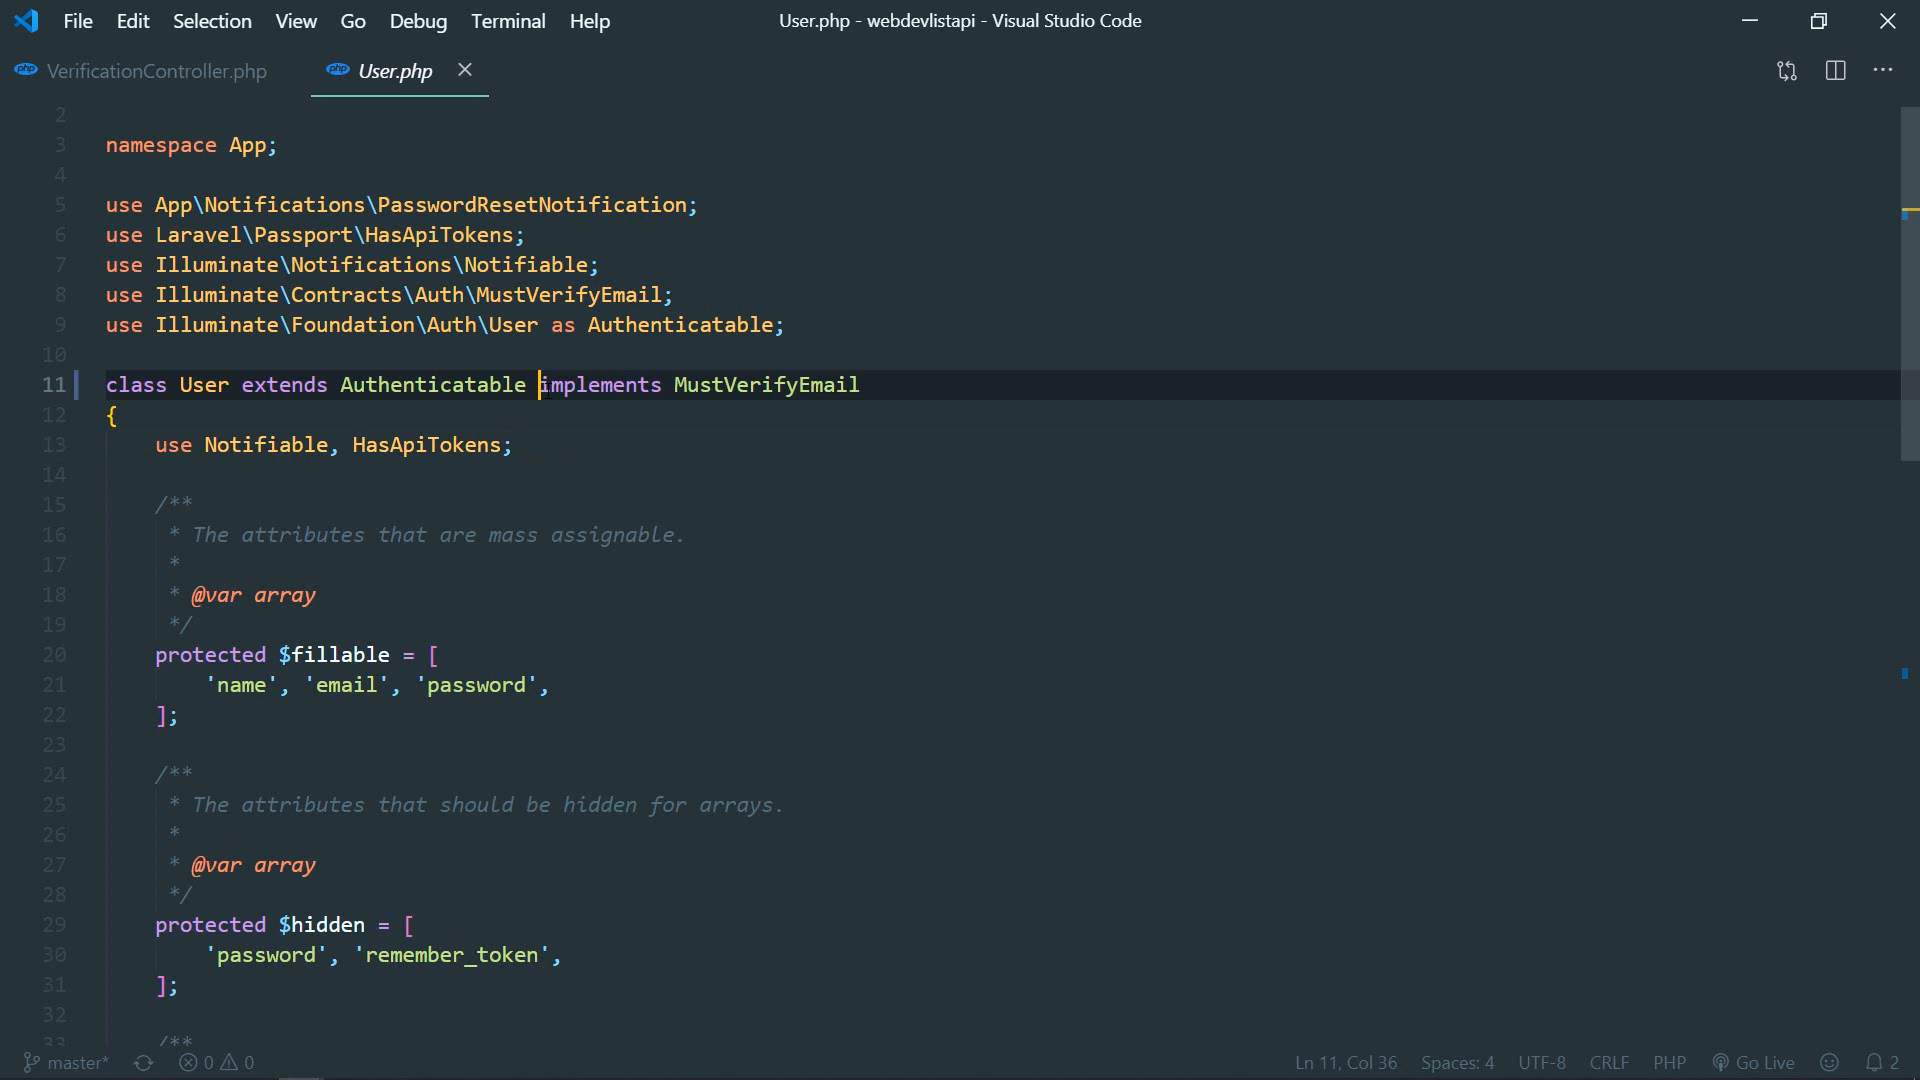 File Edit Selection View Go Debug Terminal Help User.php - webdevlistapi - Visual Studio Code
php VerificationController.php php User.php
2
3 namespace App;
4
5 use App\Notifications\PasswordResetNotification;
6 use Laravel\Passport\HasApiTokens;
7 use Illuminate\Notifications\Notifiable;
8 use Illuminate\Contracts\Auth\MustVerifyEmail;
9 use Illuminate\Foundation\Auth\User as Authenticatable;
10
11 class User extends Authenticatable implements MustVerifyEmail
12 {
13 use Notifiable, HasApiTokens;
14
15 /**
16 * The attributes that are mass assignable.
17 *
18 * @var array
19 */
20 protected $fillable = [
21 'name', 'email', 'password',
22 ];
23
24 /**
25 * The attributes that should be hidden for arrays.
26 *
27 * @var array
28 */
29 protected $hidden = [
30 'password', 'remember_token',
31 ];
32
33 /**
master* 0 0 Ln 11, Col 36 Spaces: 4 UTF-8 CRLF PHP Go Live 2